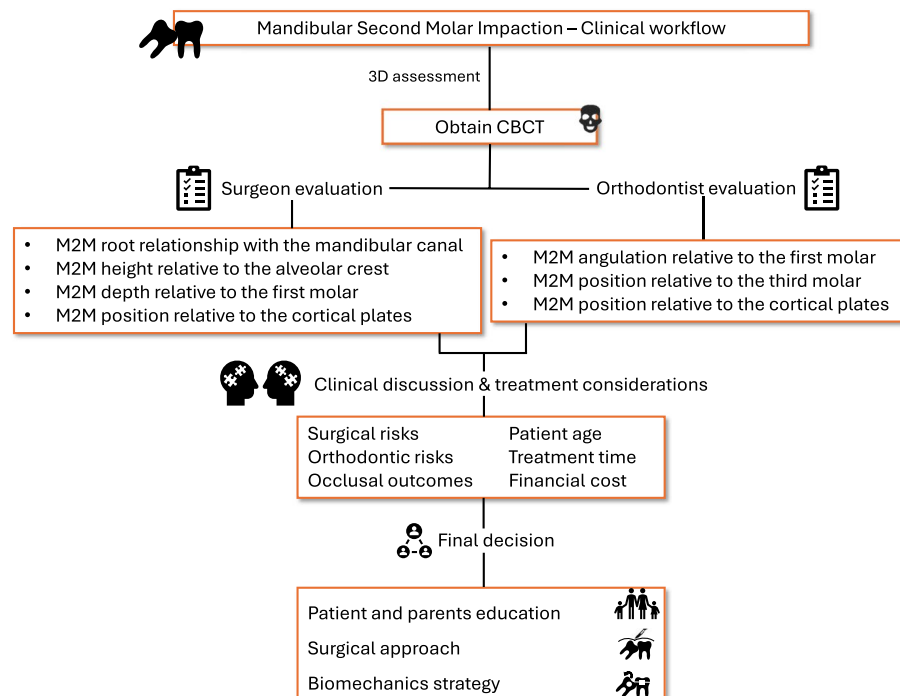 Mandibular Second Molar Impaction – Clinical workflow
3D assessment
Obtain CBCT
Surgeon evaluation
Orthodontist evaluation
• M2M root relationship with the mandibular canal
• M2M height relative to the alveolar crest
• M2M depth relative to the first molar
• M2M position relative to the cortical plates
• M2M angulation relative to the first molar
• M2M position relative to the third molar
• M2M position relative to the cortical plates
Clinical discussion & treatment considerations
Surgical risks
Orthodontic risks
Occlusal outcomes
Patient age
Treatment time
Financial cost
Final decision
Patient and parents education
Surgical approach
Biomechanics strategy